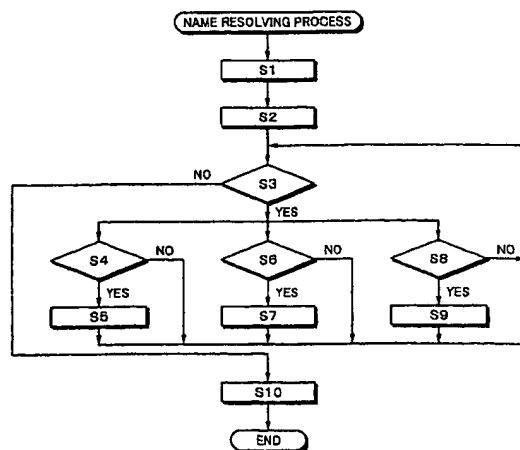 NAME RESOLVING PROCESS
S1
S2
NO
S3
YES
S4
NO
S6
NO
S8
NO
YES
YES
YES
S5
S7
S9
S10
END